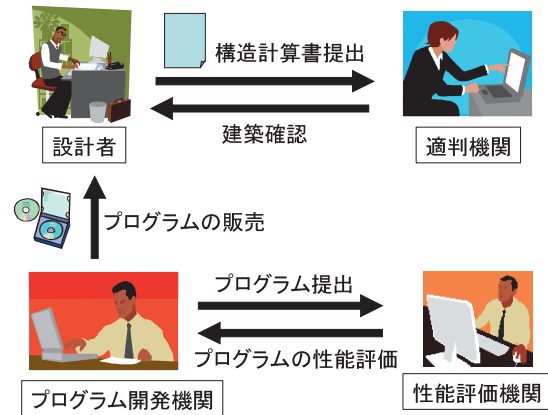 構造計算書提出
建築確認
設計者
適判機関
プログラムの販売
プログラム提出
プログラムの性能評価
プログラム開発機関
性能評価機関